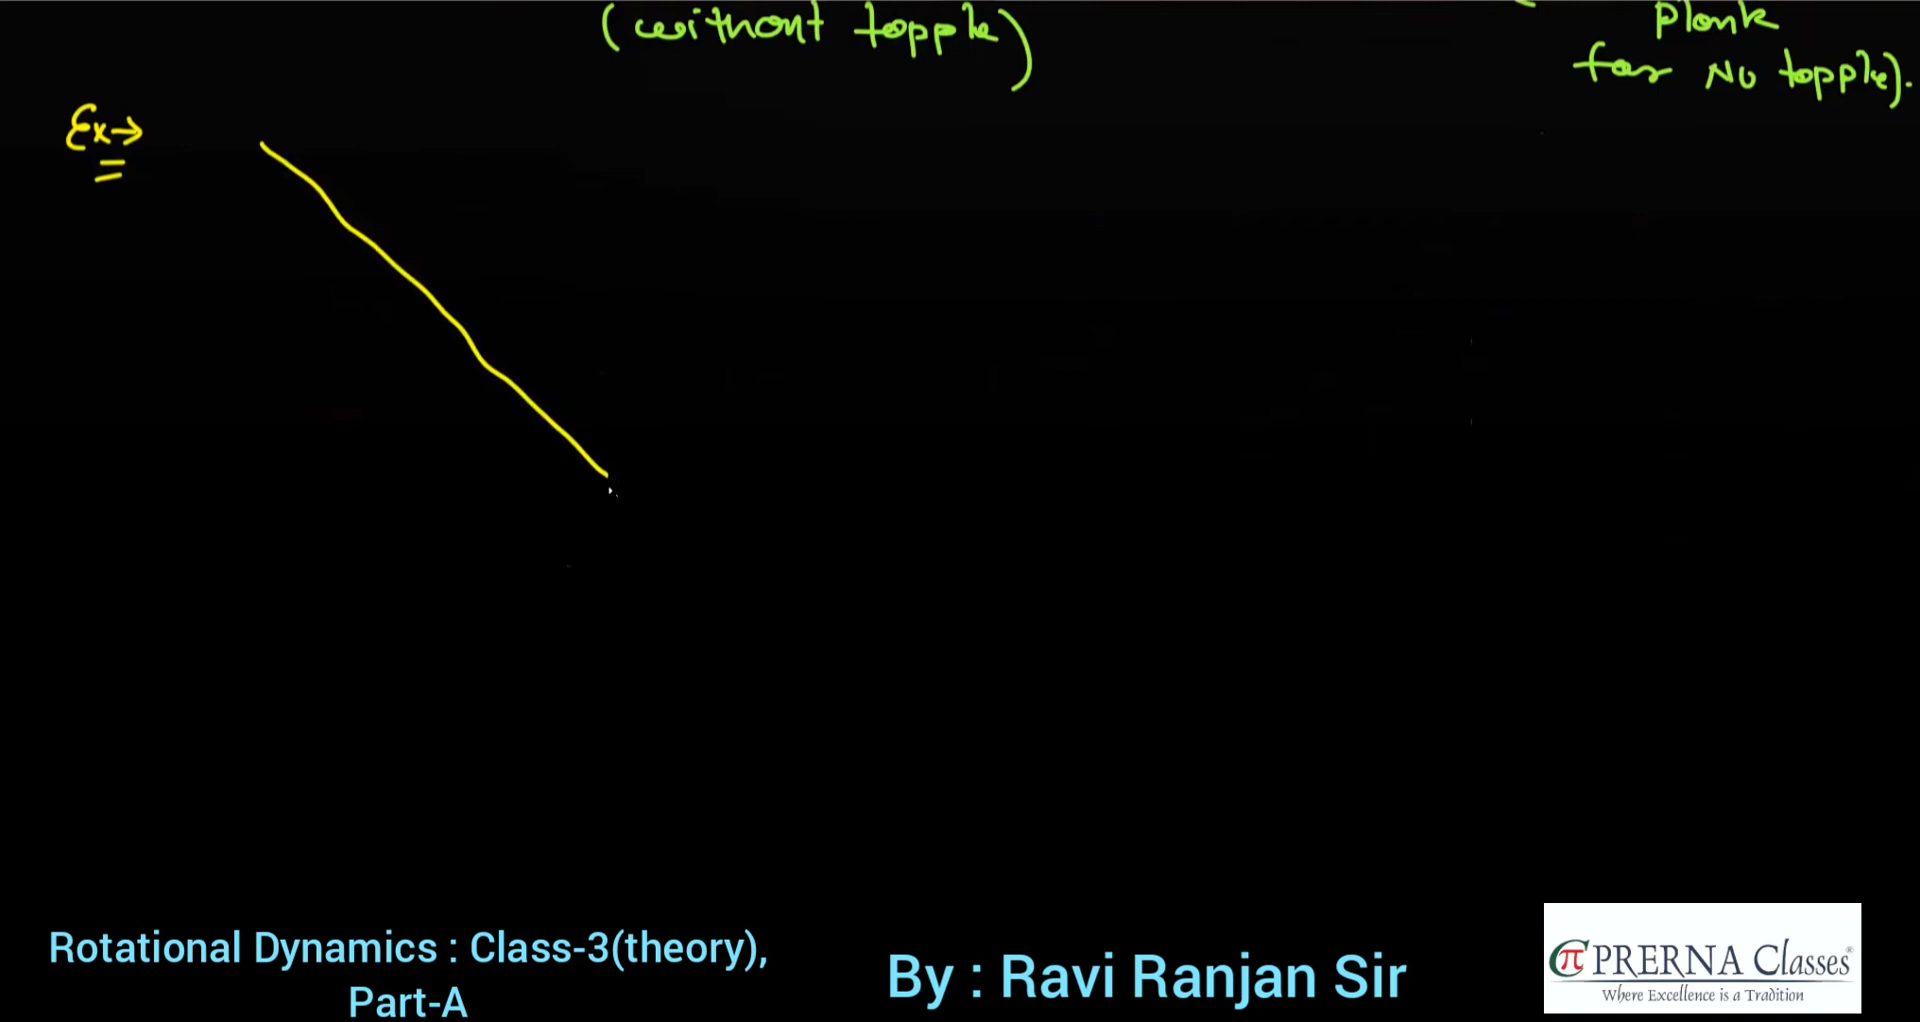 (without topple)
plank
for No topple).
Ex→
Rotational Dynamics : Class-3(theory),
Part-A
By : Ravi Ranjan Sir
π PRERNA Classes®
Where Excellence is a Tradition